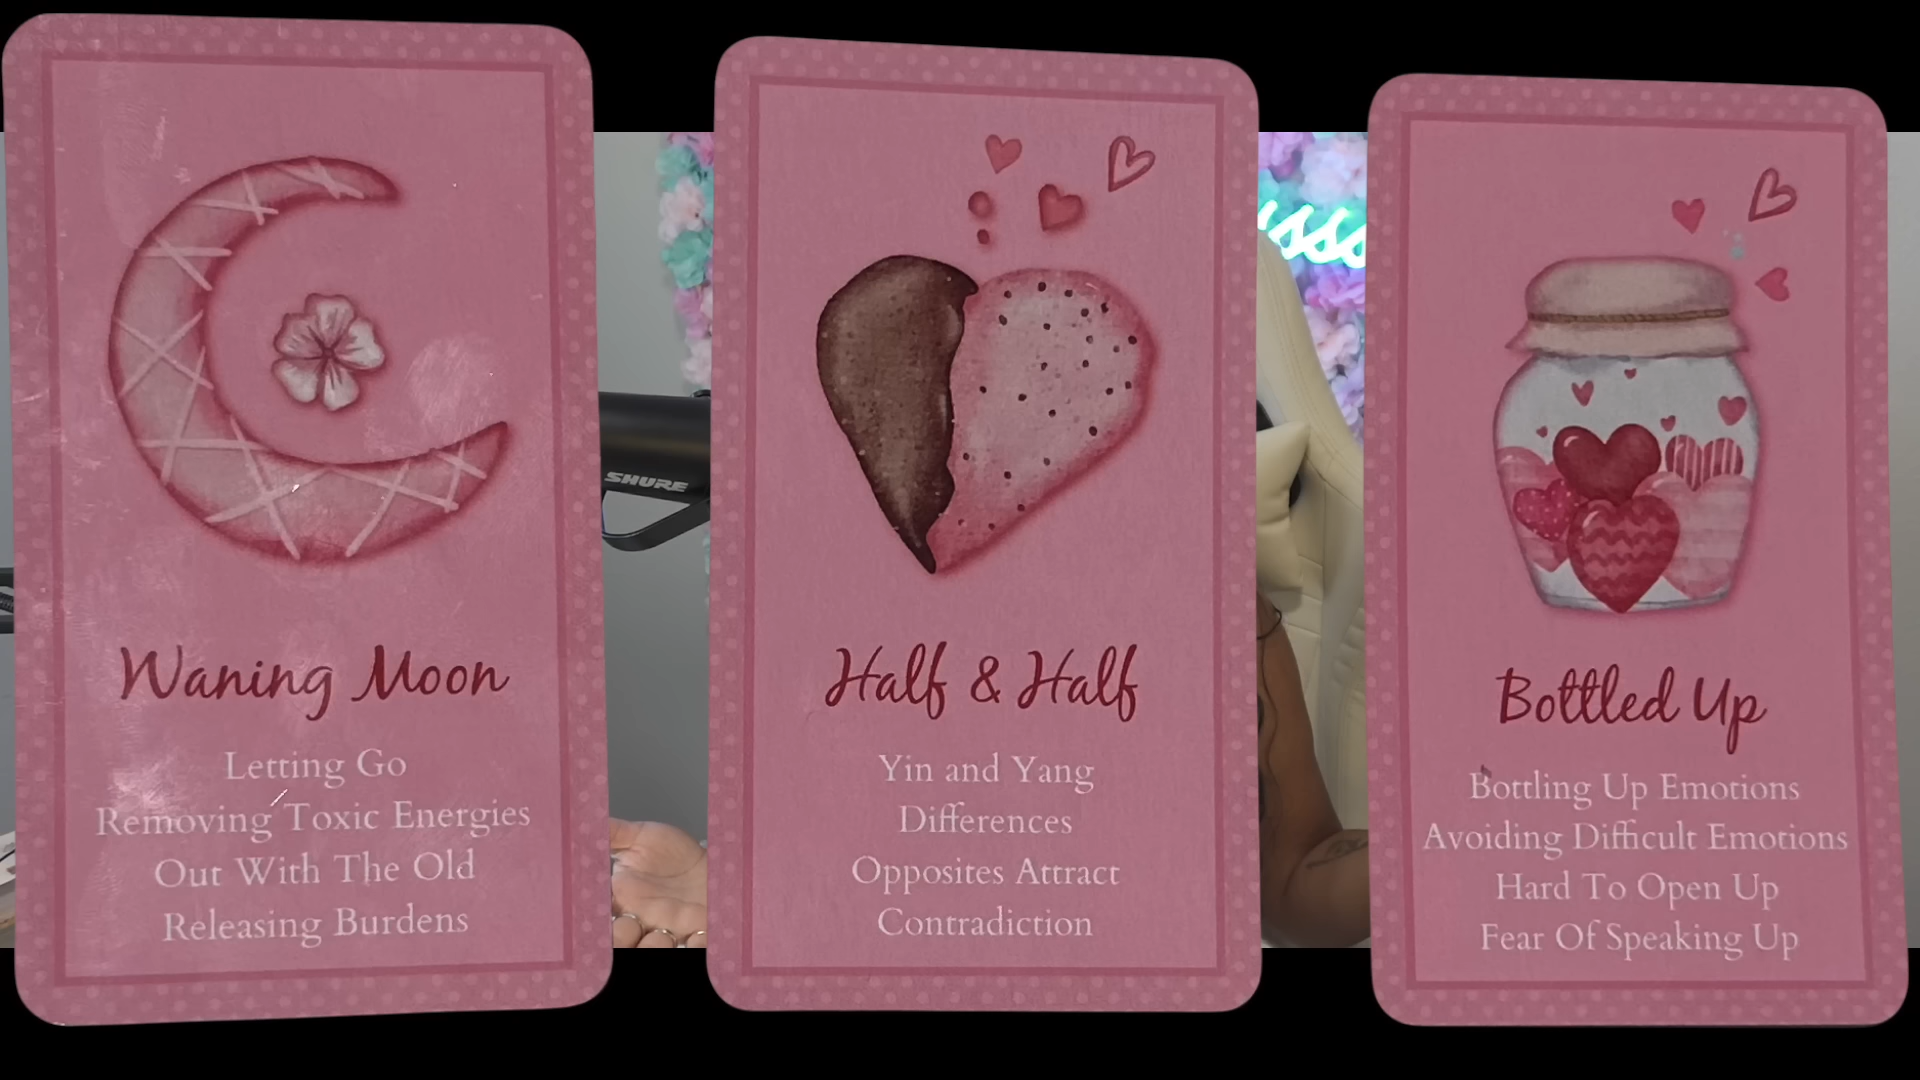 Waning Moon
Letting Go
Removing Toxic Energies
Out With The Old
Releasing Burdens
Half & Half
Yin and Yang
Differences
Opposites Attract
Contradiction
Bottled Up
Bottling Up Emotions
Avoiding Difficult Emotions
Hard To Open Up
Fear Of Speaking Up
SHURE